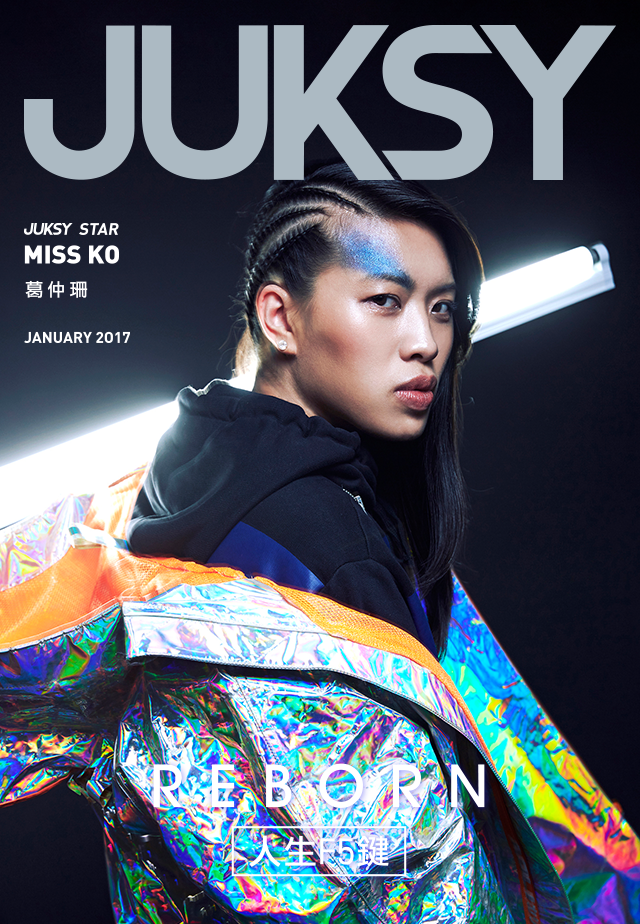 JUKSY
JUKSY STAR
MISS KO
葛仲珊
JANUARY 2017
REBORN
人生F5鍵